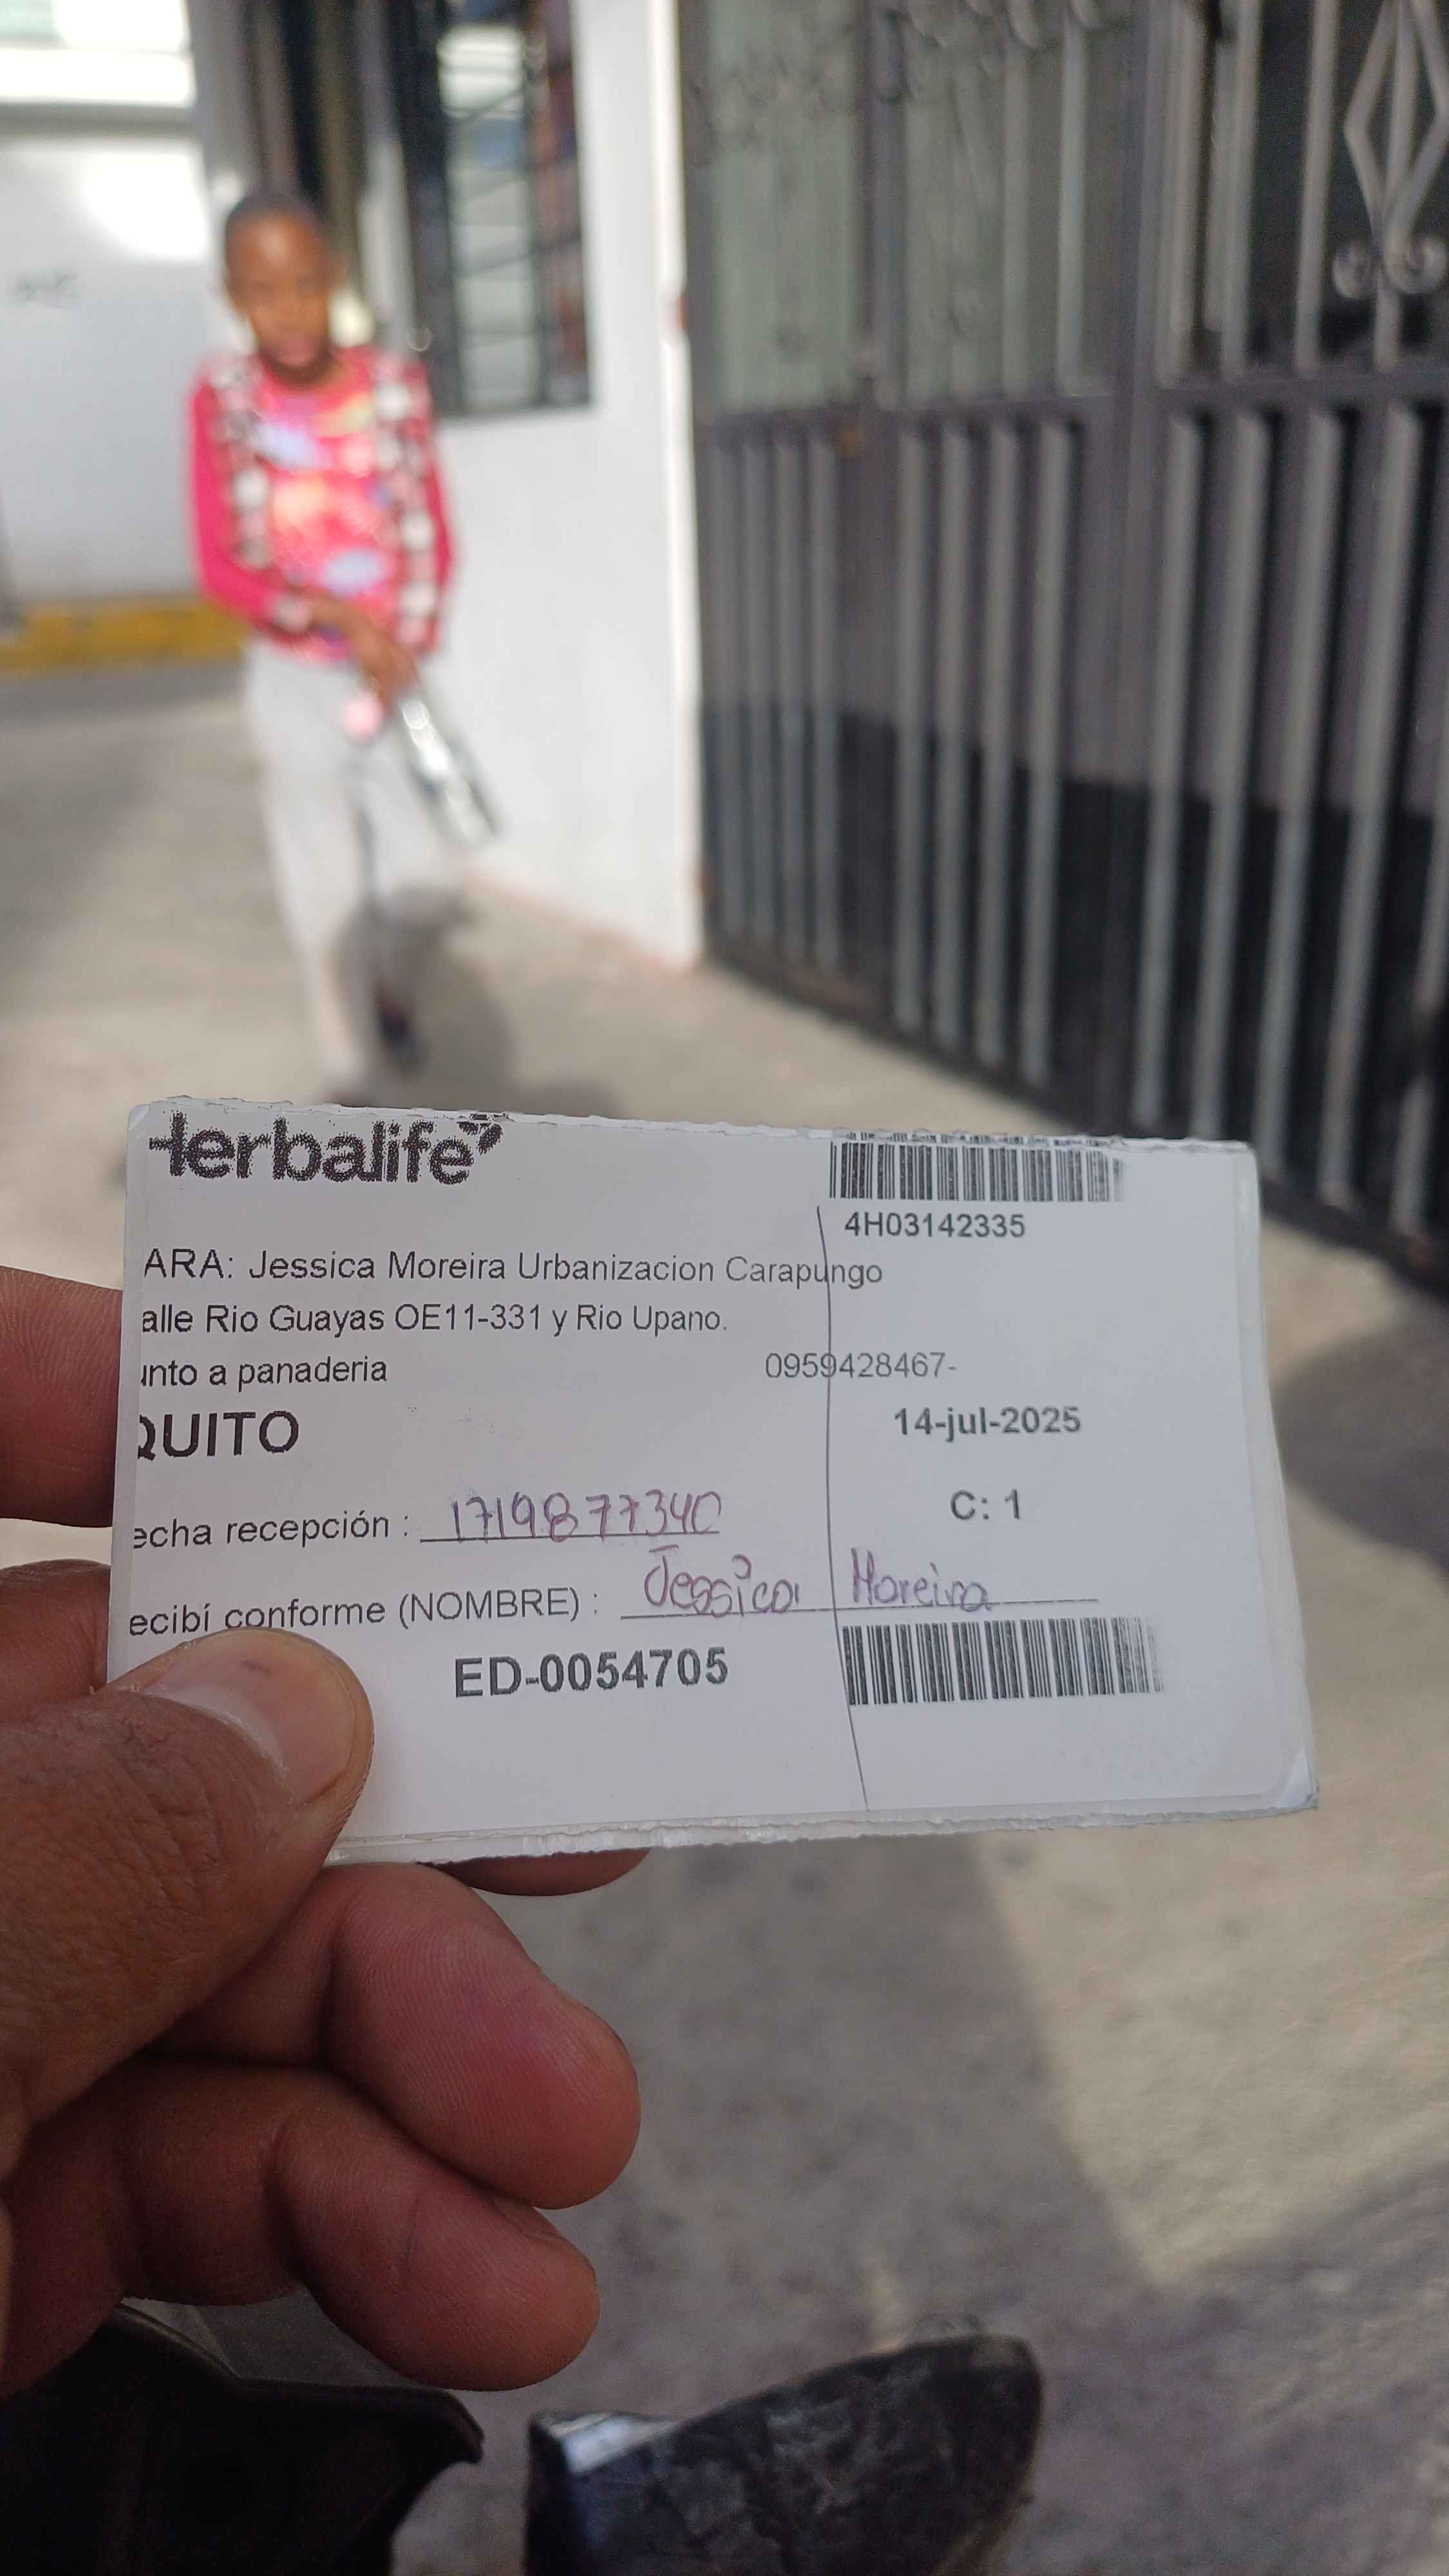 Herbalife
4H03142335
ARA: Jessica Moreira Urbanizacion Carapungo
alle Rio Guayas OE11-331 y Rio Upano.
unto a panaderia 0959428467-
QUITO
14-jul-2025
C: 1
echa recepción : 1719877340
ecibí conforme (NOMBRE) : Jessica Moreira
ED-0054705